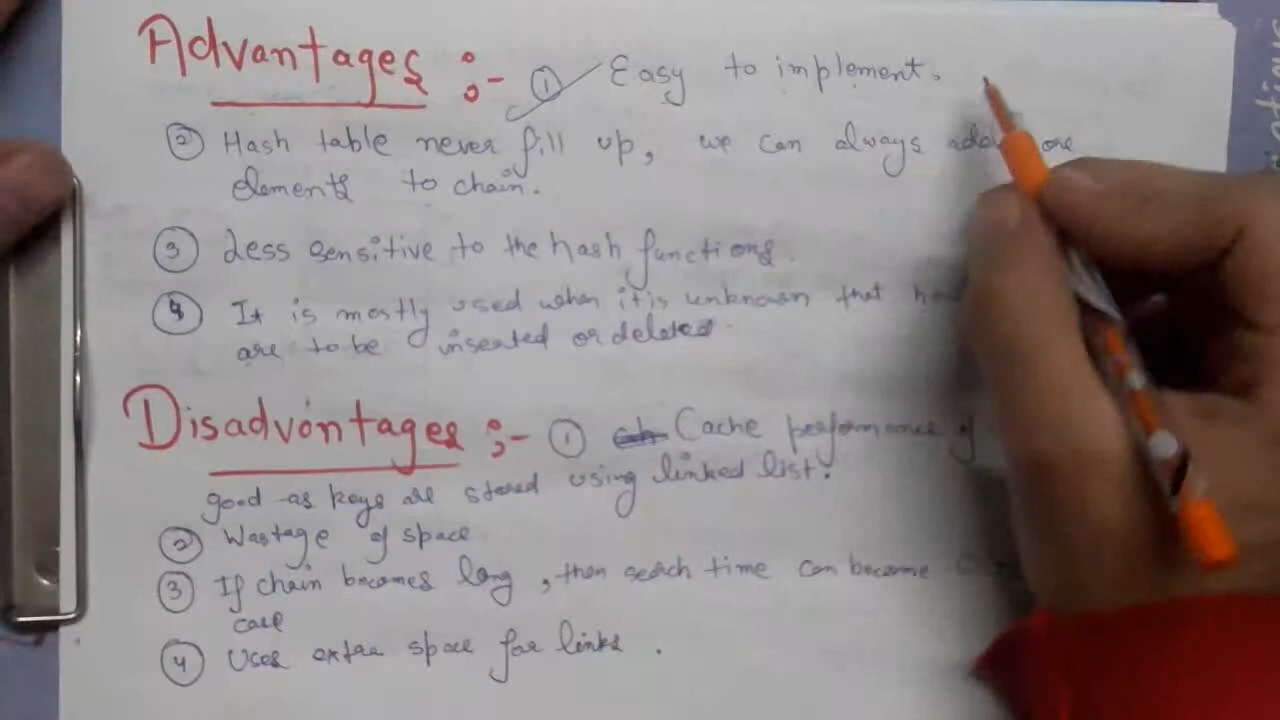 Advantages :- ① Easy to implement.
② Hash table never fill up, we can always add
elements to chain.
③ Less sensitive to the hash functions.
④ It is mostly used when it is unknown that
are to be inserted or deleted.
Disadvantages :- ① Cache performance of
good as keys are stored using linked list.
② Wastage of space
③ If chain becomes long, then search time can become
case
④ Uses extra space for links.